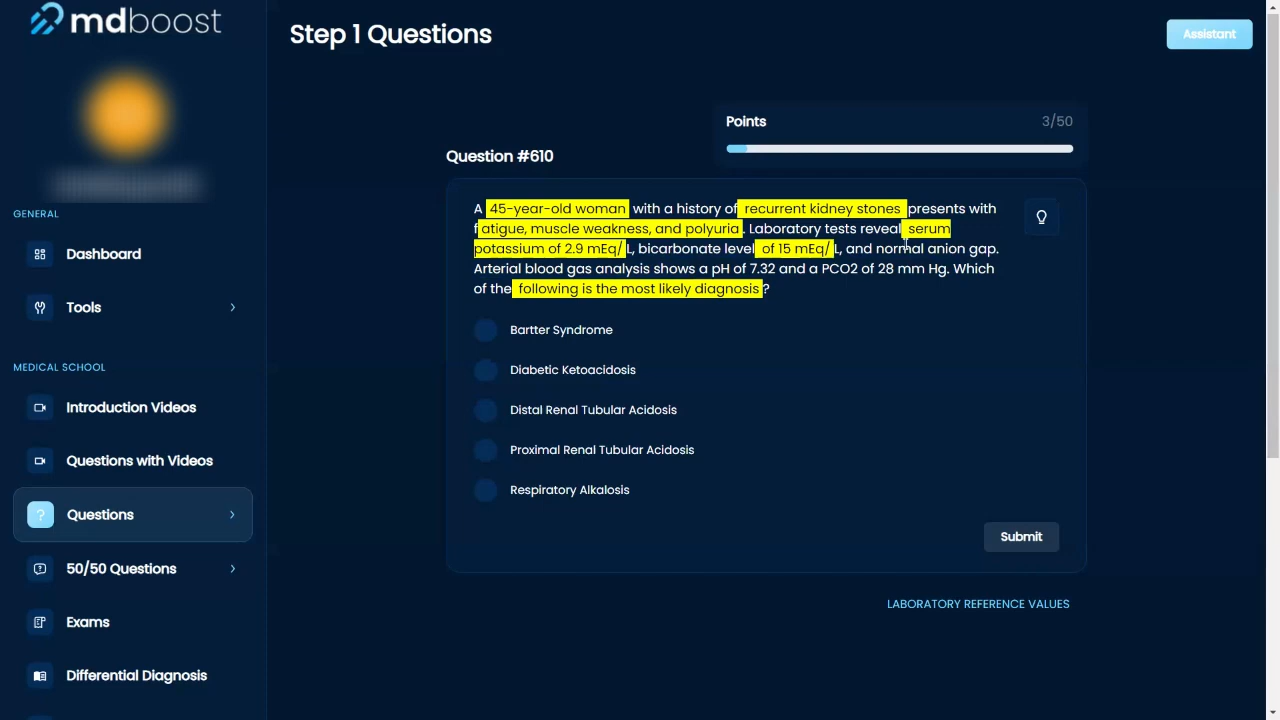 mdboost
Step 1 Questions
Assistant
Points
3/50
Question #610
A 45-year-old woman with a history of recurrent kidney stones presents with
fatigue, muscle weakness, and polyuria. Laboratory tests reveal serum
potassium of 2.9 mEq/L, bicarbonate level of 15 mEq/L, and normal anion gap.
Arterial blood gas analysis shows a pH of 7.32 and a PCO2 of 28 mm Hg. Which
of the following is the most likely diagnosis?
Bartter Syndrome
Diabetic Ketoacidosis
Distal Renal Tubular Acidosis
Proximal Renal Tubular Acidosis
Respiratory Alkalosis
Submit
LABORATORY REFERENCE VALUES
GENERAL
Dashboard
Tools
MEDICAL SCHOOL
Introduction Videos
Questions with Videos
Questions
50/50 Questions
Exams
Differential Diagnosis